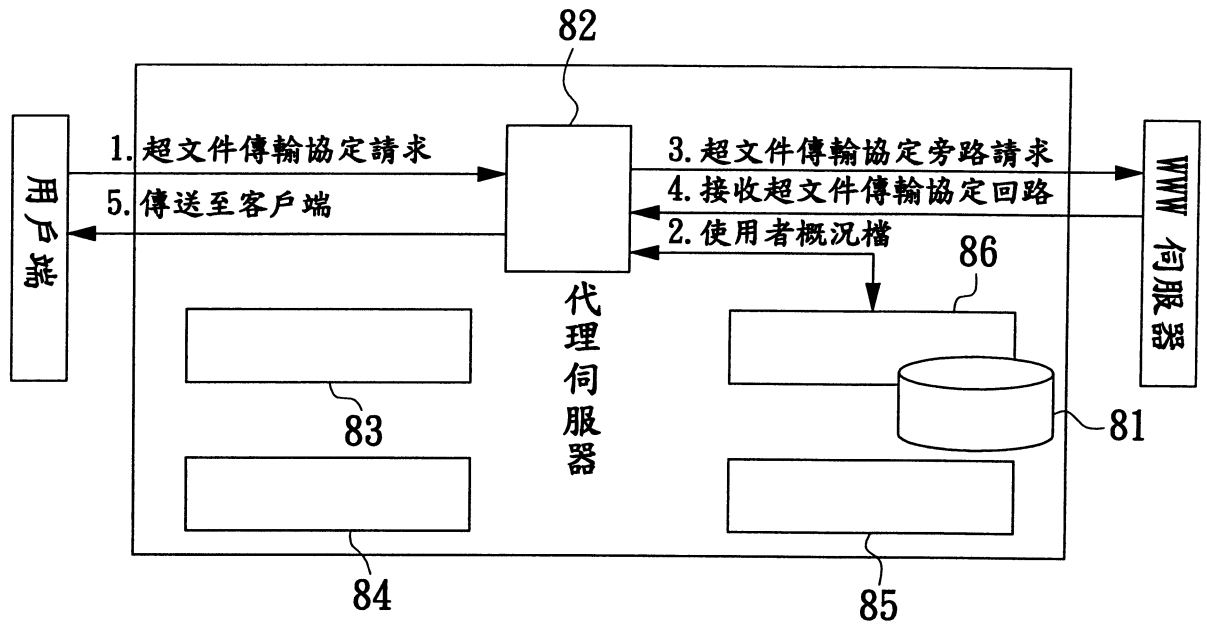 82
1.超文件傳輸協定請求
3.超文件傳輸協定旁路請求
5.傳送至客戶端
4.接收超文件傳輸協定回路
2.使用者概況檔
用戶端
WWW 伺服器
86
代理伺服器
83
81
84
85